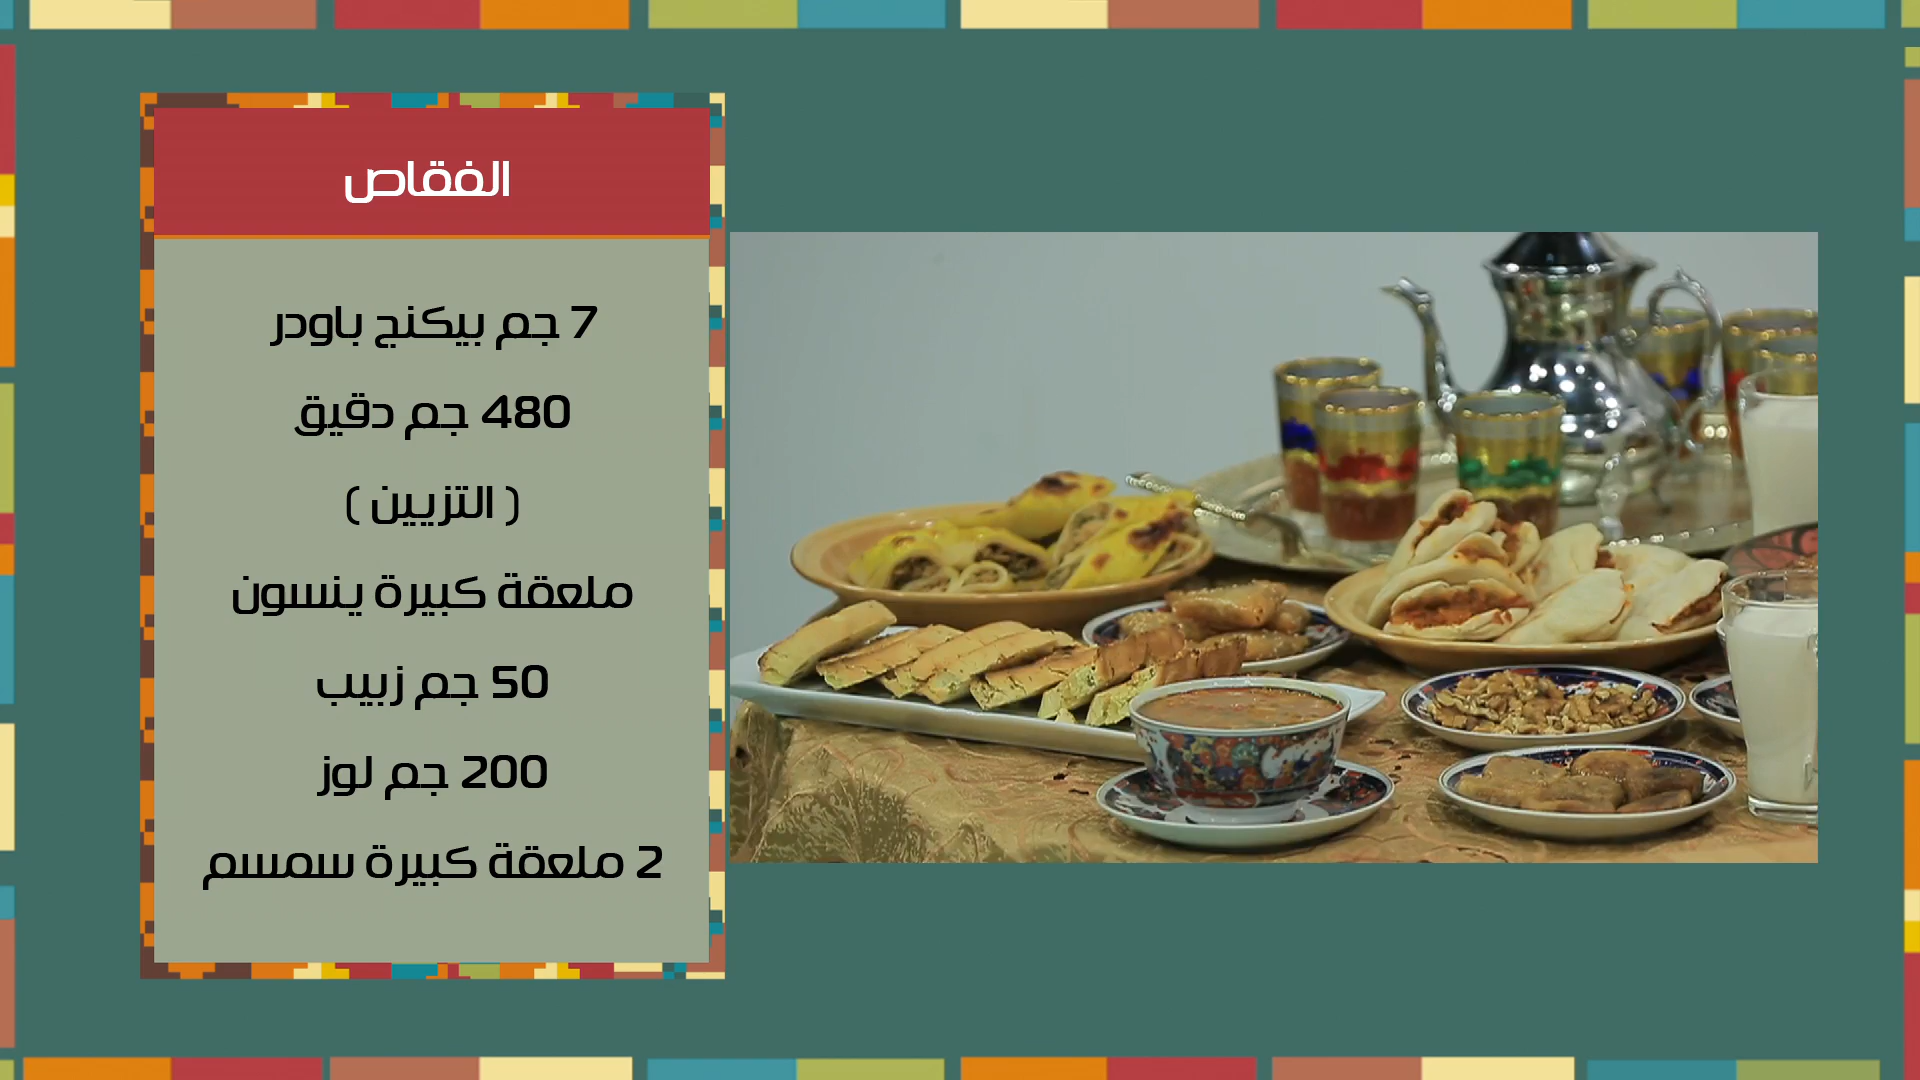 الفقاص
7 جم بيكنج باودر
480 جم دقيق
( التزيين )
ملعقة كبيرة ينسون
50 جم زبيب
200 جم لوز
2 ملعقة كبيرة سمسم